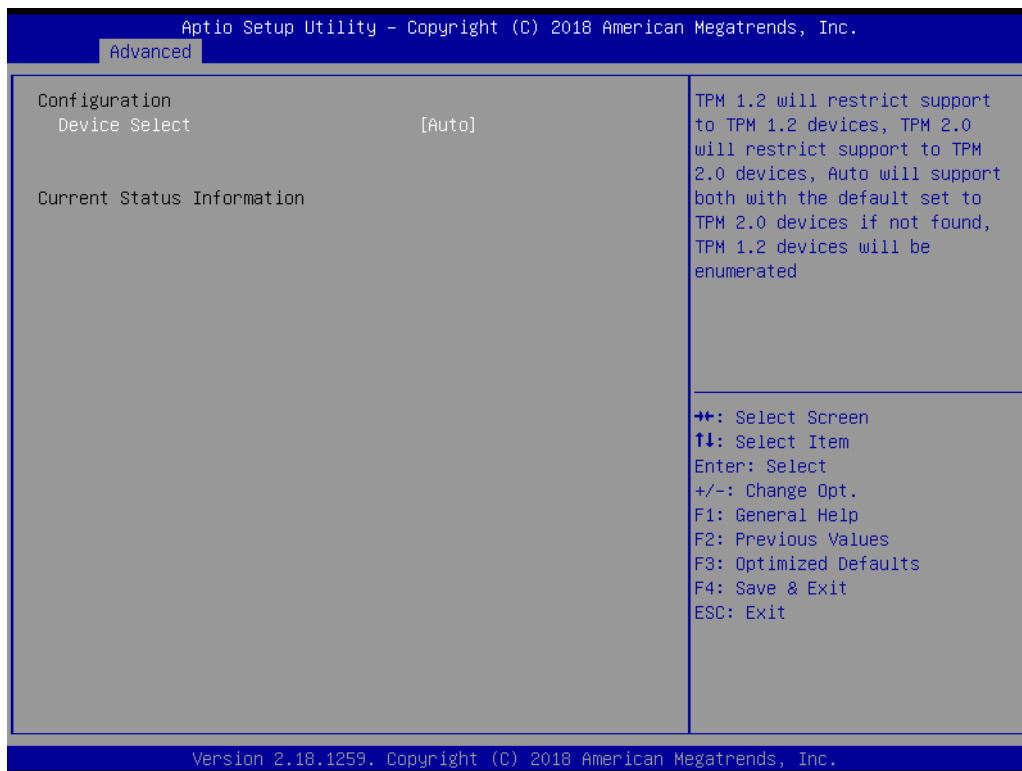 Aptio Setup Utility – Copyright (C) 2018 American Megatrends, Inc.
Advanced
Configuration
Device Select [Auto]
Current Status Information
TPM 1.2 will restrict support
to TPM 1.2 devices, TPM 2.0
will restrict support to TPM
2.0 devices, Auto will support
both with the default set to
TPM 2.0 devices if not found,
TPM 1.2 devices will be
enumerated
→←: Select Screen
↑↓: Select Item
Enter: Select
+/-: Change Opt.
F1: General Help
F2: Previous Values
F3: Optimized Defaults
F4: Save & Exit
ESC: Exit
Version 2.18.1259. Copyright (C) 2018 American Megatrends, Inc.